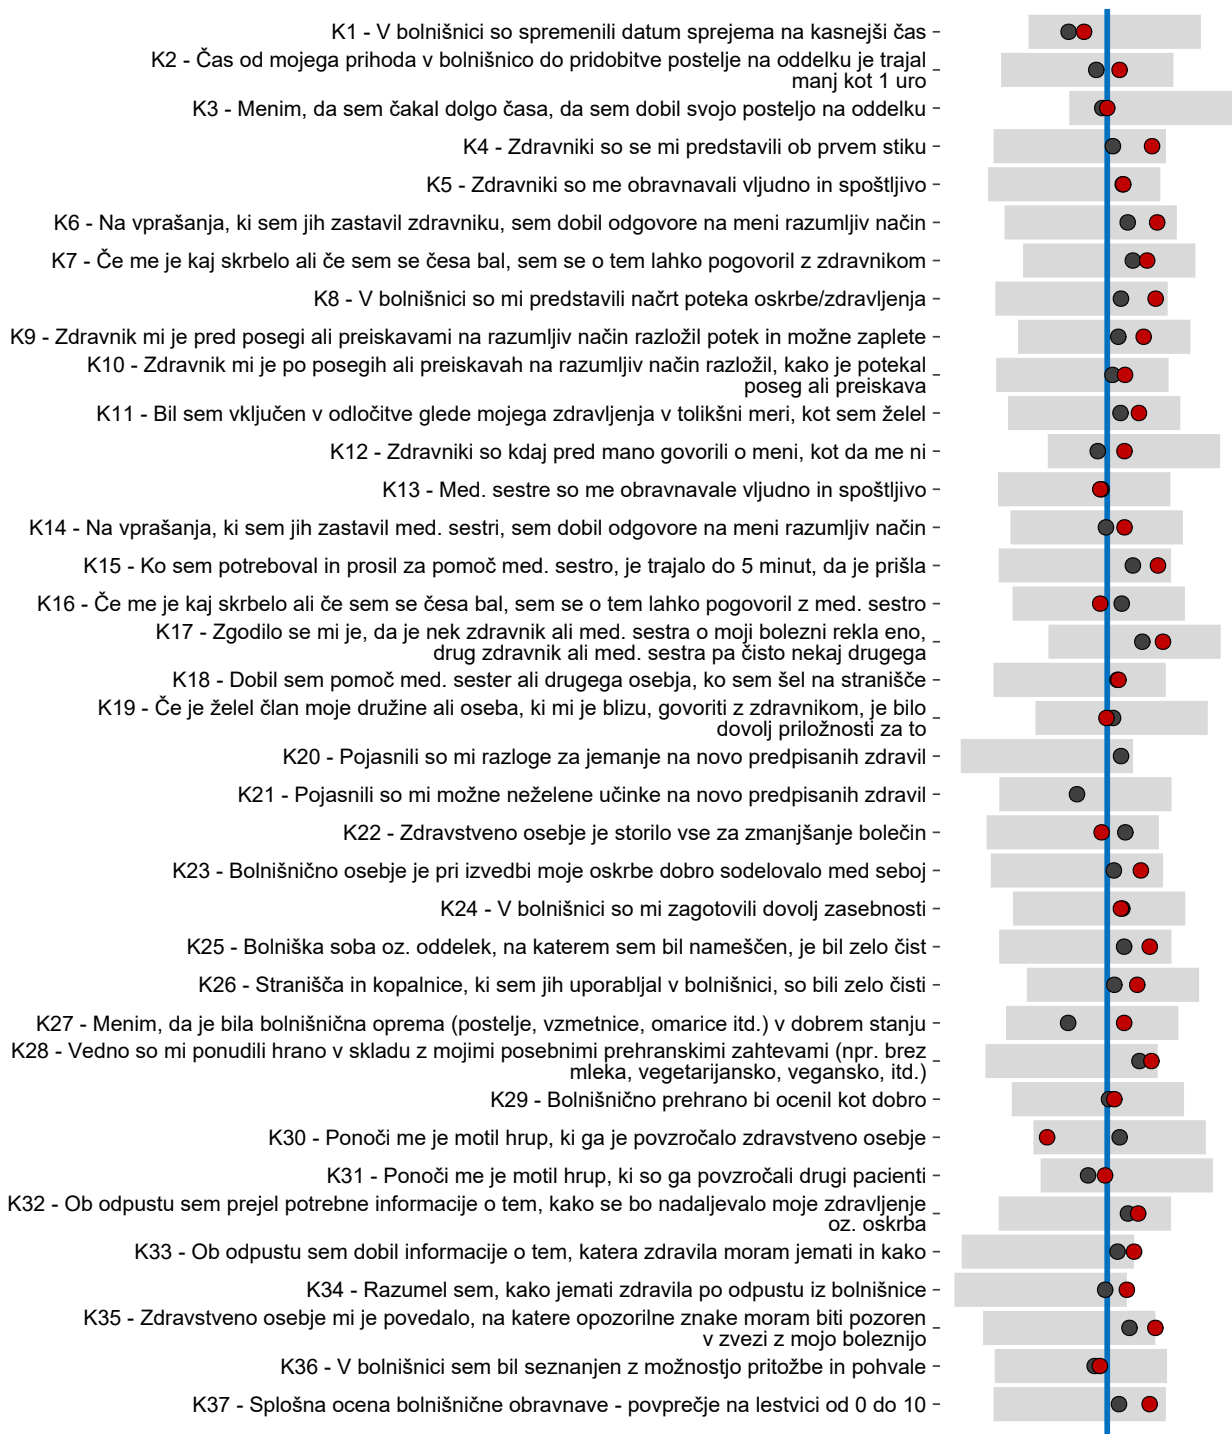 K1 - V bolnišnici so spremenili datum sprejema na kasnejši čas
K2 - Čas od mojega prihoda v bolnišnico do pridobitve postelje na oddelku je trajal
manj kot 1 uro
K3 - Menim, da sem čakal dolgo časa, da sem dobil svojo posteljo na oddelku
K4 - Zdravniki so se mi predstavili ob prvem stiku
K5 - Zdravniki so me obravnavali vljudno in spoštljivo
K6 - Na vprašanja, ki sem jih zastavil zdravniku, sem dobil odgovore na meni razumljiv način
K7 - Če me je kaj skrbelo ali če sem se česa bal, sem se o tem lahko pogovoril z zdravnikom
K8 - V bolnišnici so mi predstavili načrt poteka oskrbe/zdravljenja
K9 - Zdravnik mi je pred posegi ali preiskavami na razumljiv način razložil potek in možne zaplete
K10 - Zdravnik mi je po posegih ali preiskavah na razumljiv način razložil, kako je potekal
poseg ali preiskava
K11 - Bil sem vključen v odločitve glede mojega zdravljenja v tolikšni meri, kot sem želel
K12 - Zdravniki so kdaj pred mano govorili o meni, kot da me ni
K13 - Med. sestre so me obravnavale vljudno in spoštljivo
K14 - Na vprašanja, ki sem jih zastavil med. sestri, sem dobil odgovore na meni razumljiv način
K15 - Ko sem potreboval in prosil za pomoč med. sestro, je trajalo do 5 minut, da je prišla
K16 - Če me je kaj skrbelo ali če sem se česa bal, sem se o tem lahko pogovoril z med. sestro
K17 - Zgodilo se mi je, da je nek zdravnik ali med. sestra o moji bolezni rekla eno,
drug zdravnik ali med. sestra pa čisto nekaj drugega
K18 - Dobil sem pomoč med. sester ali drugega osebja, ko sem šel na stranišče
K19 - Če je želel član moje družine ali oseba, ki mi je blizu, govoriti z zdravnikom, je bilo
dovolj priložnosti za to
K20 - Pojasnili so mi razloge za jemanje na novo predpisanih zdravil
K21 - Pojasnili so mi možne neželene učinke na novo predpisanih zdravil
K22 - Zdravstveno osebje je storilo vse za zmanjšanje bolečin
K23 - Bolnišnično osebje je pri izvedbi moje oskrbe dobro sodelovalo med seboj
K24 - V bolnišnici so mi zagotovili dovolj zasebnosti
K25 - Bolniška soba oz. oddelek, na katerem sem bil nameščen, je bil zelo čist
K26 - Stranišča in kopalnice, ki sem jih uporabljal v bolnišnici, so bili zelo čisti
K27 - Menim, da je bila bolnišnična oprema (postelje, vzmetnice, omarice itd.) v dobrem stanju
K28 - Vedno so mi ponudili hrano v skladu z mojimi posebnimi prehranskimi zahtevami (npr. brez
mleka, vegetarijansko, vegansko, itd.)
K29 - Bolnišnično prehrano bi ocenil kot dobro
K30 - Ponoči me je motil hrup, ki ga je povzročalo zdravstveno osebje
K31 - Ponoči me je motil hrup, ki so ga povzročali drugi pacienti
K32 - Ob odpustu sem prejel potrebne informacije o tem, kako se bo nadaljevalo moje zdravljenje
oz. oskrba
K33 - Ob odpustu sem dobil informacije o tem, katera zdravila moram jemati in kako
K34 - Razumel sem, kako jemati zdravila po odpustu iz bolnišnice
K35 - Zdravstveno osebje mi je povedalo, na katere opozorilne znake moram biti pozoren
v zvezi z mojo boleznijo
K36 - V bolnišnici sem bil seznanjen z možnostjo pritožbe in pohvale
K37 - Splošna ocena bolnišnične obravnave - povprečje na lestvici od 0 do 10